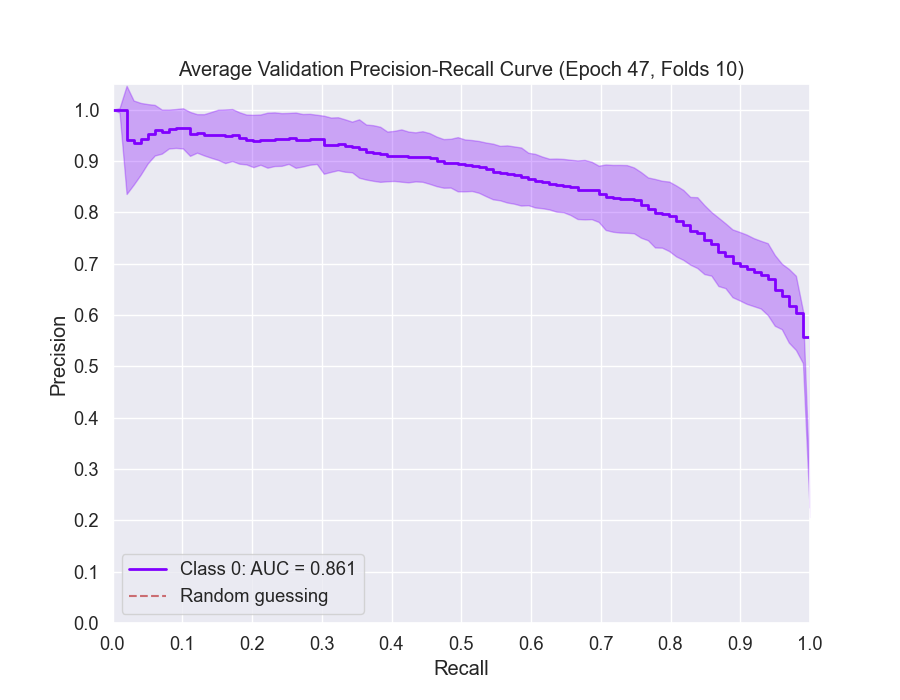 Average Validation Precision-Recall Curve (Epoch 47, Folds 10)
1.0
0.9
0.8
0.7
0.6
0.5
0.4
0.3
0.2
0.1
0.0
Precision
Class 0: AUC = 0.861
Random guessing
0.0 0.1 0.2 0.3 0.4 0.5 0.6 0.7 0.8 0.9 1.0
Recall